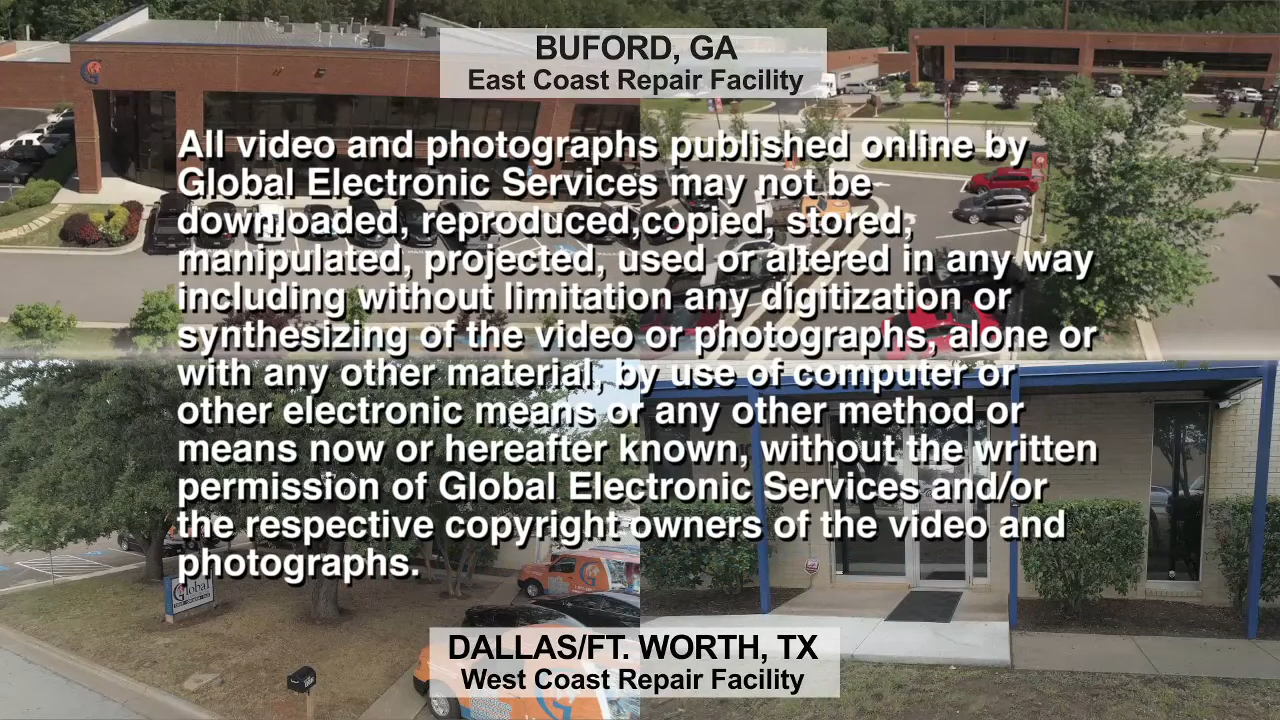 BUFORD, GA
East Coast Repair Facility
All video and photographs published online by
Global Electronic Services may not be
downloaded, reproduced,copied, stored,
manipulated, projected, used or altered in any way
including without limitation any digitization or
synthesizing of the video or photographs, alone or
with any other material, by use of computer or
other electronic means or any other method or
means now or hereafter known, without the written
permission of Global Electronic Services and/or
the respective copyright owners of the video and
photographs.
Global
DALLAS/FT. WORTH, TX
West Coast Repair Facility